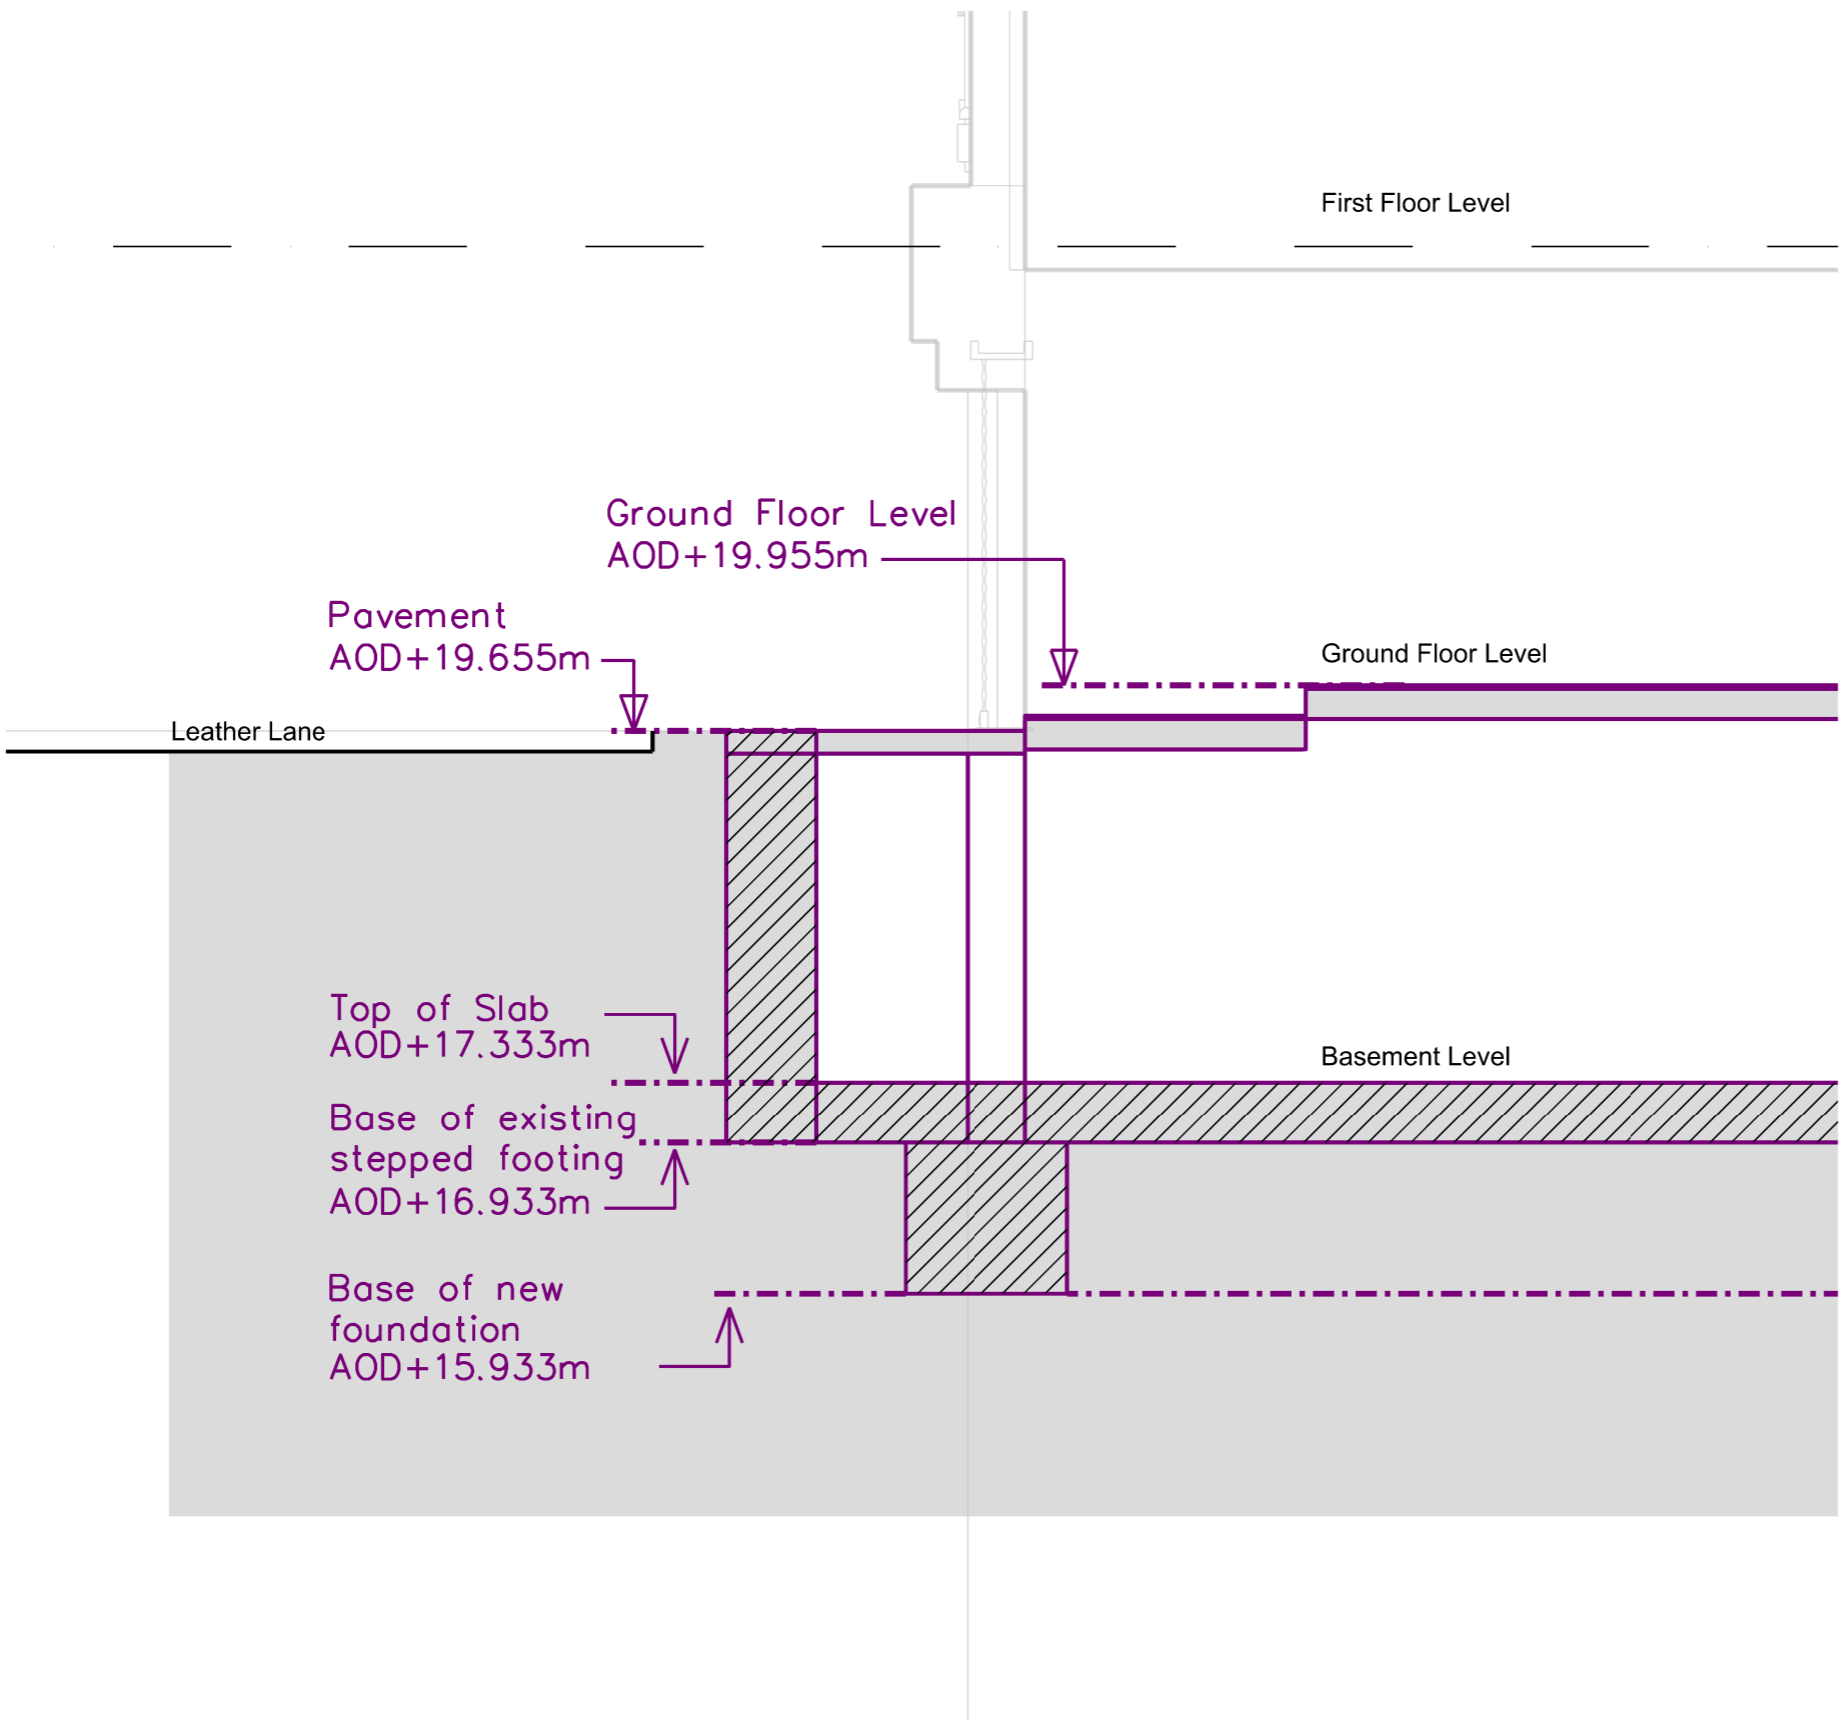 First Floor Level
Ground Floor Level
AOD+19.955m
Pavement
AOD+19.655m
Ground Floor Level
Leather Lane
Top of Slab
AOD+17.333m
Basement Level
Base of existing
stepped footing
AOD+16.933m
Base of new
foundation
AOD+15.933m